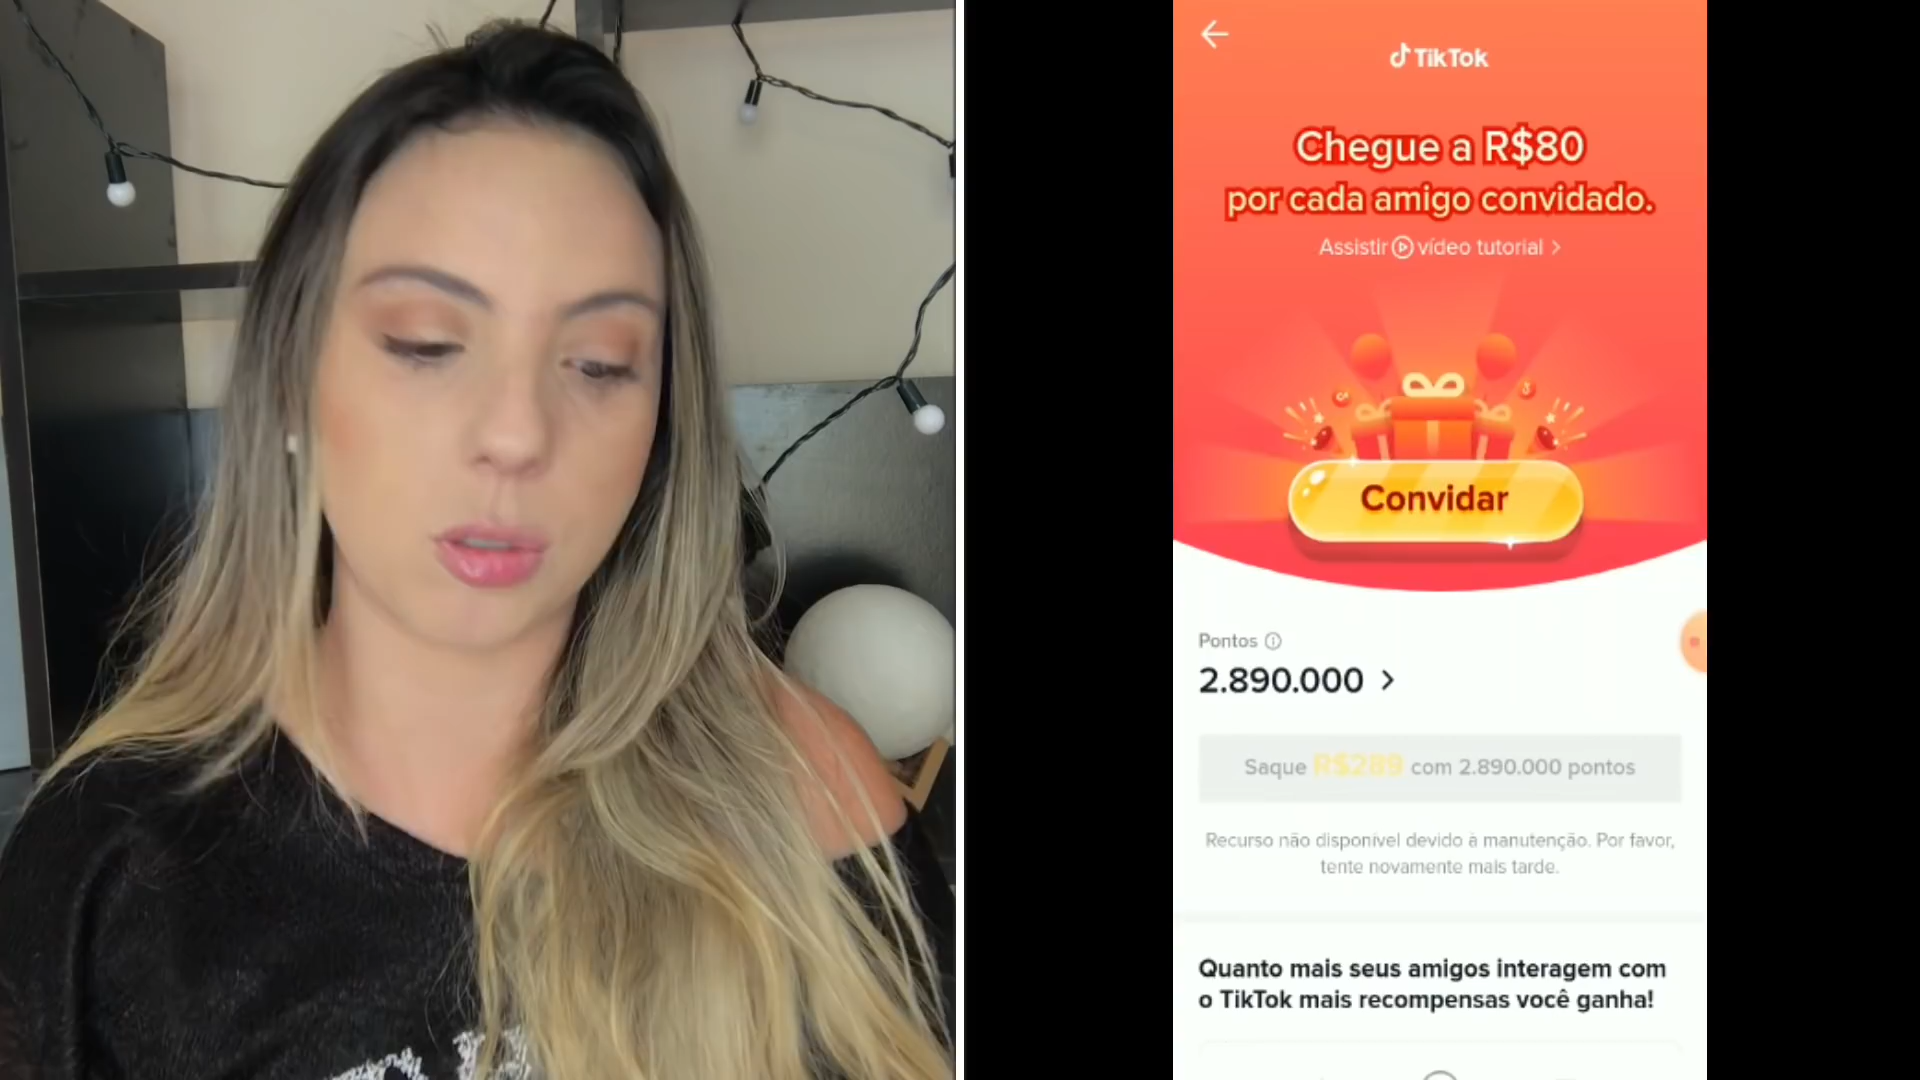 TikTok
Chegue a R$80
por cada amigo convidado.
Assistir vídeo tutorial >
Convidar
Pontos
2.890.000 >
Saque R$289 com 2.890.000 pontos
Recurso não disponível devido à manutenção. Por favor,
tente novamente mais tarde.
Quanto mais seus amigos interagem com
o TikTok mais recompensas você ganha!